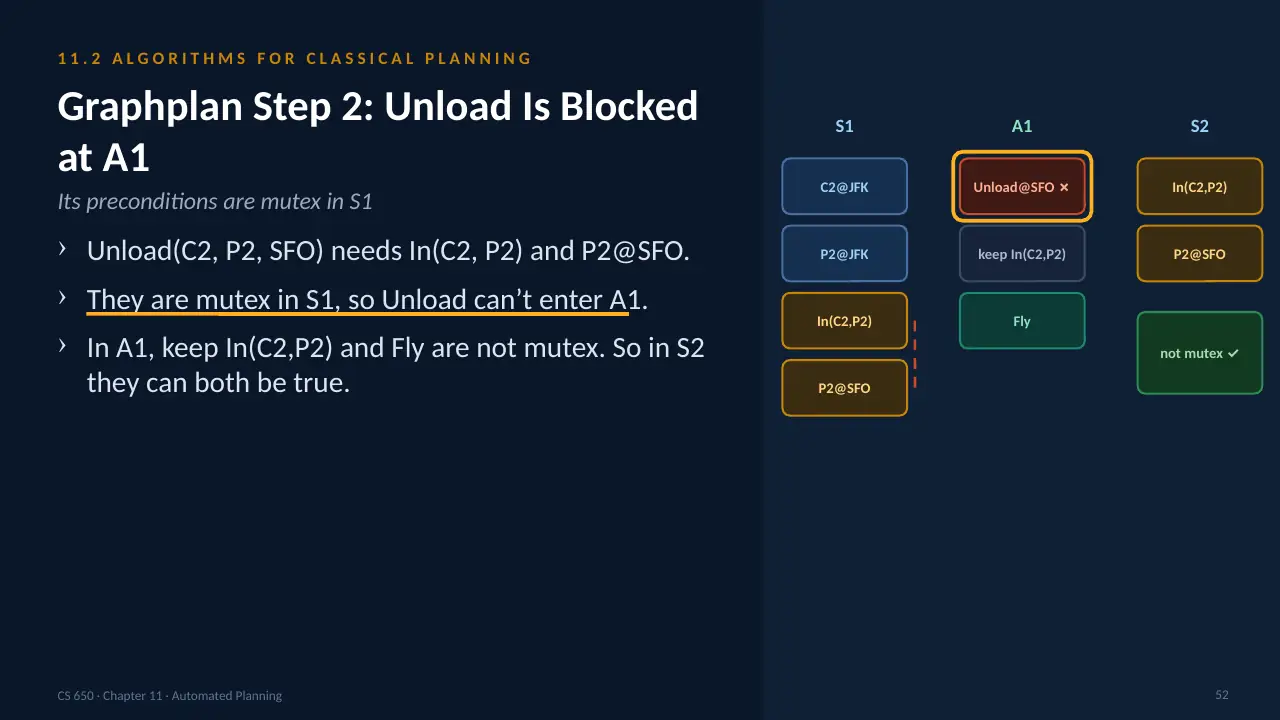 11.2 ALGORITHMS FOR CLASSICAL PLANNING
Graphplan Step 2: Unload Is Blocked
at A1
Its preconditions are mutex in S1
› Unload(C2, P2, SFO) needs In(C2, P2) and P2@SFO.
› They are mutex in S1, so Unload can’t enter A1.
› In A1, keep In(C2,P2) and Fly are not mutex. So in S2
they can both be true.
S1
C2@JFK
P2@JFK
In(C2,P2)
P2@SFO
A1
Unload@SFO ×
keep In(C2,P2)
Fly
S2
In(C2,P2)
P2@SFO
not mutex ✓
CS 650 · Chapter 11 · Automated Planning
52